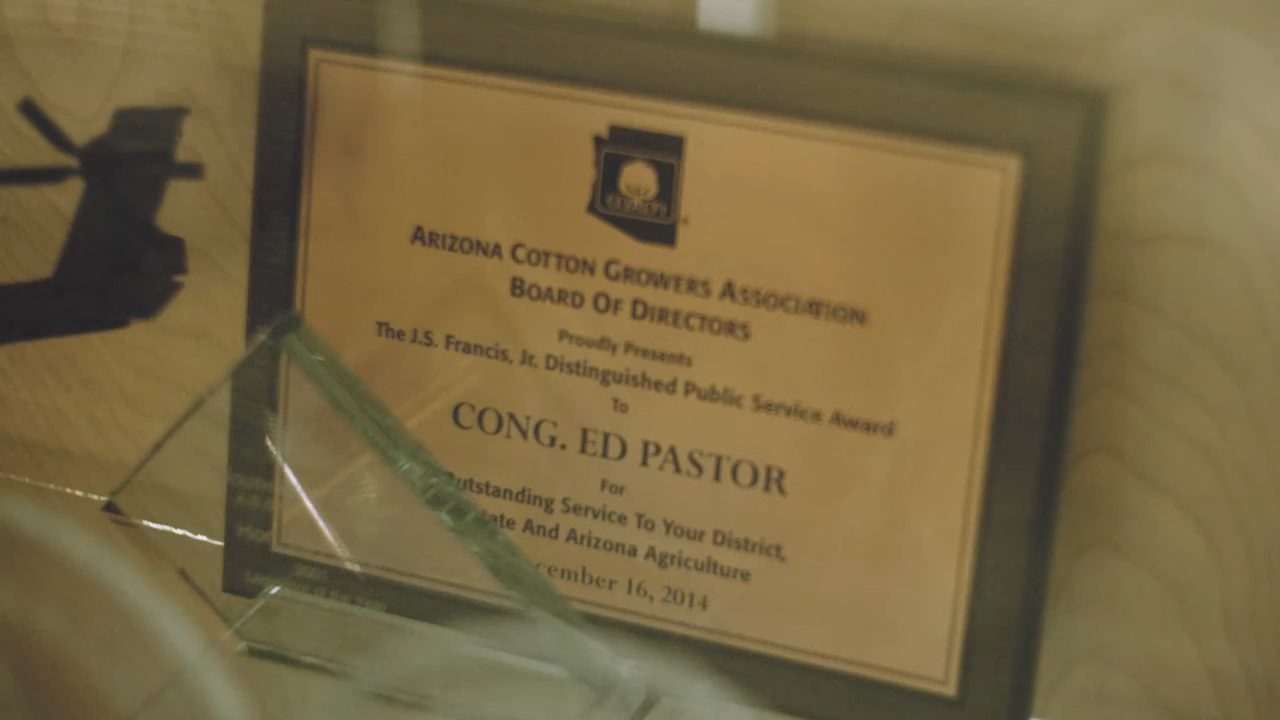 ARIZONA COTTON GROWERS ASSOCIATION
BOARD OF DIRECTORS
Proudly Presents
The J.S. Francis, Jr. Distinguished Public Service Award
To
CONG. ED PASTOR
For
utstanding Service To Your District,
ate And Arizona Agriculture
cember 16, 2014